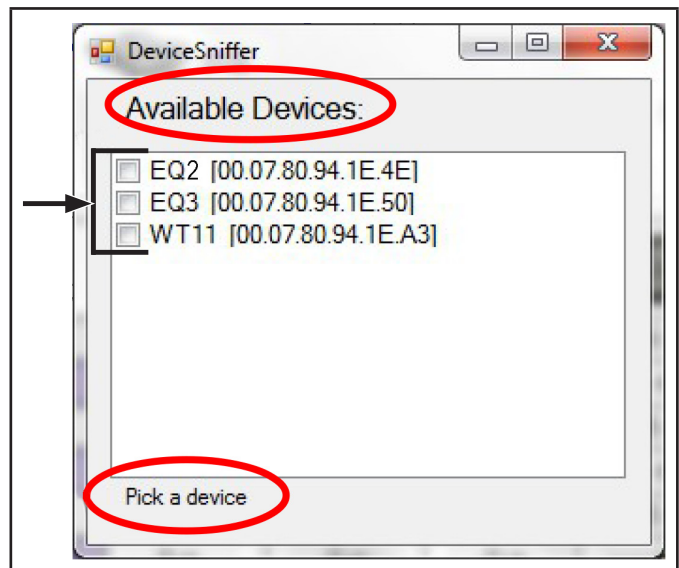 DeviceSniffer
Available Devices:
EQ2 [00.07.80.94.1E.4E]
EQ3 [00.07.80.94.1E.50]
WT11 [00.07.80.94.1E.A3]
Pick a device